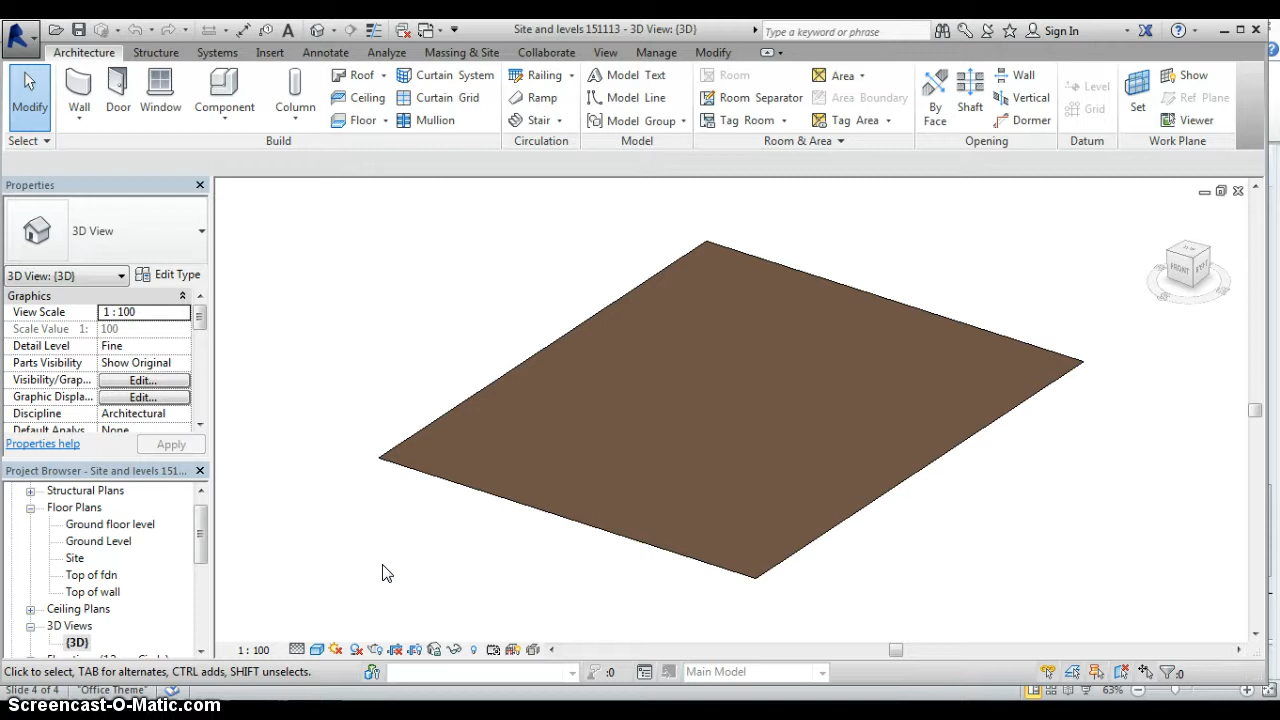 Site and levels 151113 - 3D View: {3D}
Type a keyword or phrase
Sign In
Architecture Structure Systems Insert Annotate Analyze Massing & Site Collaborate View Manage Modify
Modify Wall Door Window Component Column
Roof Curtain System
Ceiling Curtain Grid
Floor Mullion
Railing
Ramp
Stair
Model Text
Model Line
Model Group
Room Area
Room Separator Area Boundary
Tag Room Tag Area
By Face
Shaft
Wall
Vertical
Dormer
Level
Grid
Set
Show
Ref Plane
Viewer
Select Build Circulation Model Room & Area Opening Datum Work Plane
Properties
3D View
3D View: {3D} Edit Type
Graphics
View Scale 1 : 100
Scale Value 1: 100
Detail Level Fine
Parts Visibility Show Original
Visibility/Grap... Edit...
Graphic Displa... Edit...
Discipline Architectural
Default Analys... None
Properties help Apply
Project Browser - Site and levels 151...
Structural Plans
Floor Plans
Ground floor level
Ground Level
Site
Top of fdn
Top of wall
Ceiling Plans
3D Views
{3D}
FRONT
1 : 100
Click to select, TAB for alternates, CTRL adds, SHIFT unselects.
:0
Main Model
:0
Slide 4 of 4 "Office Theme" 63%
Screencast-O-Matic.com